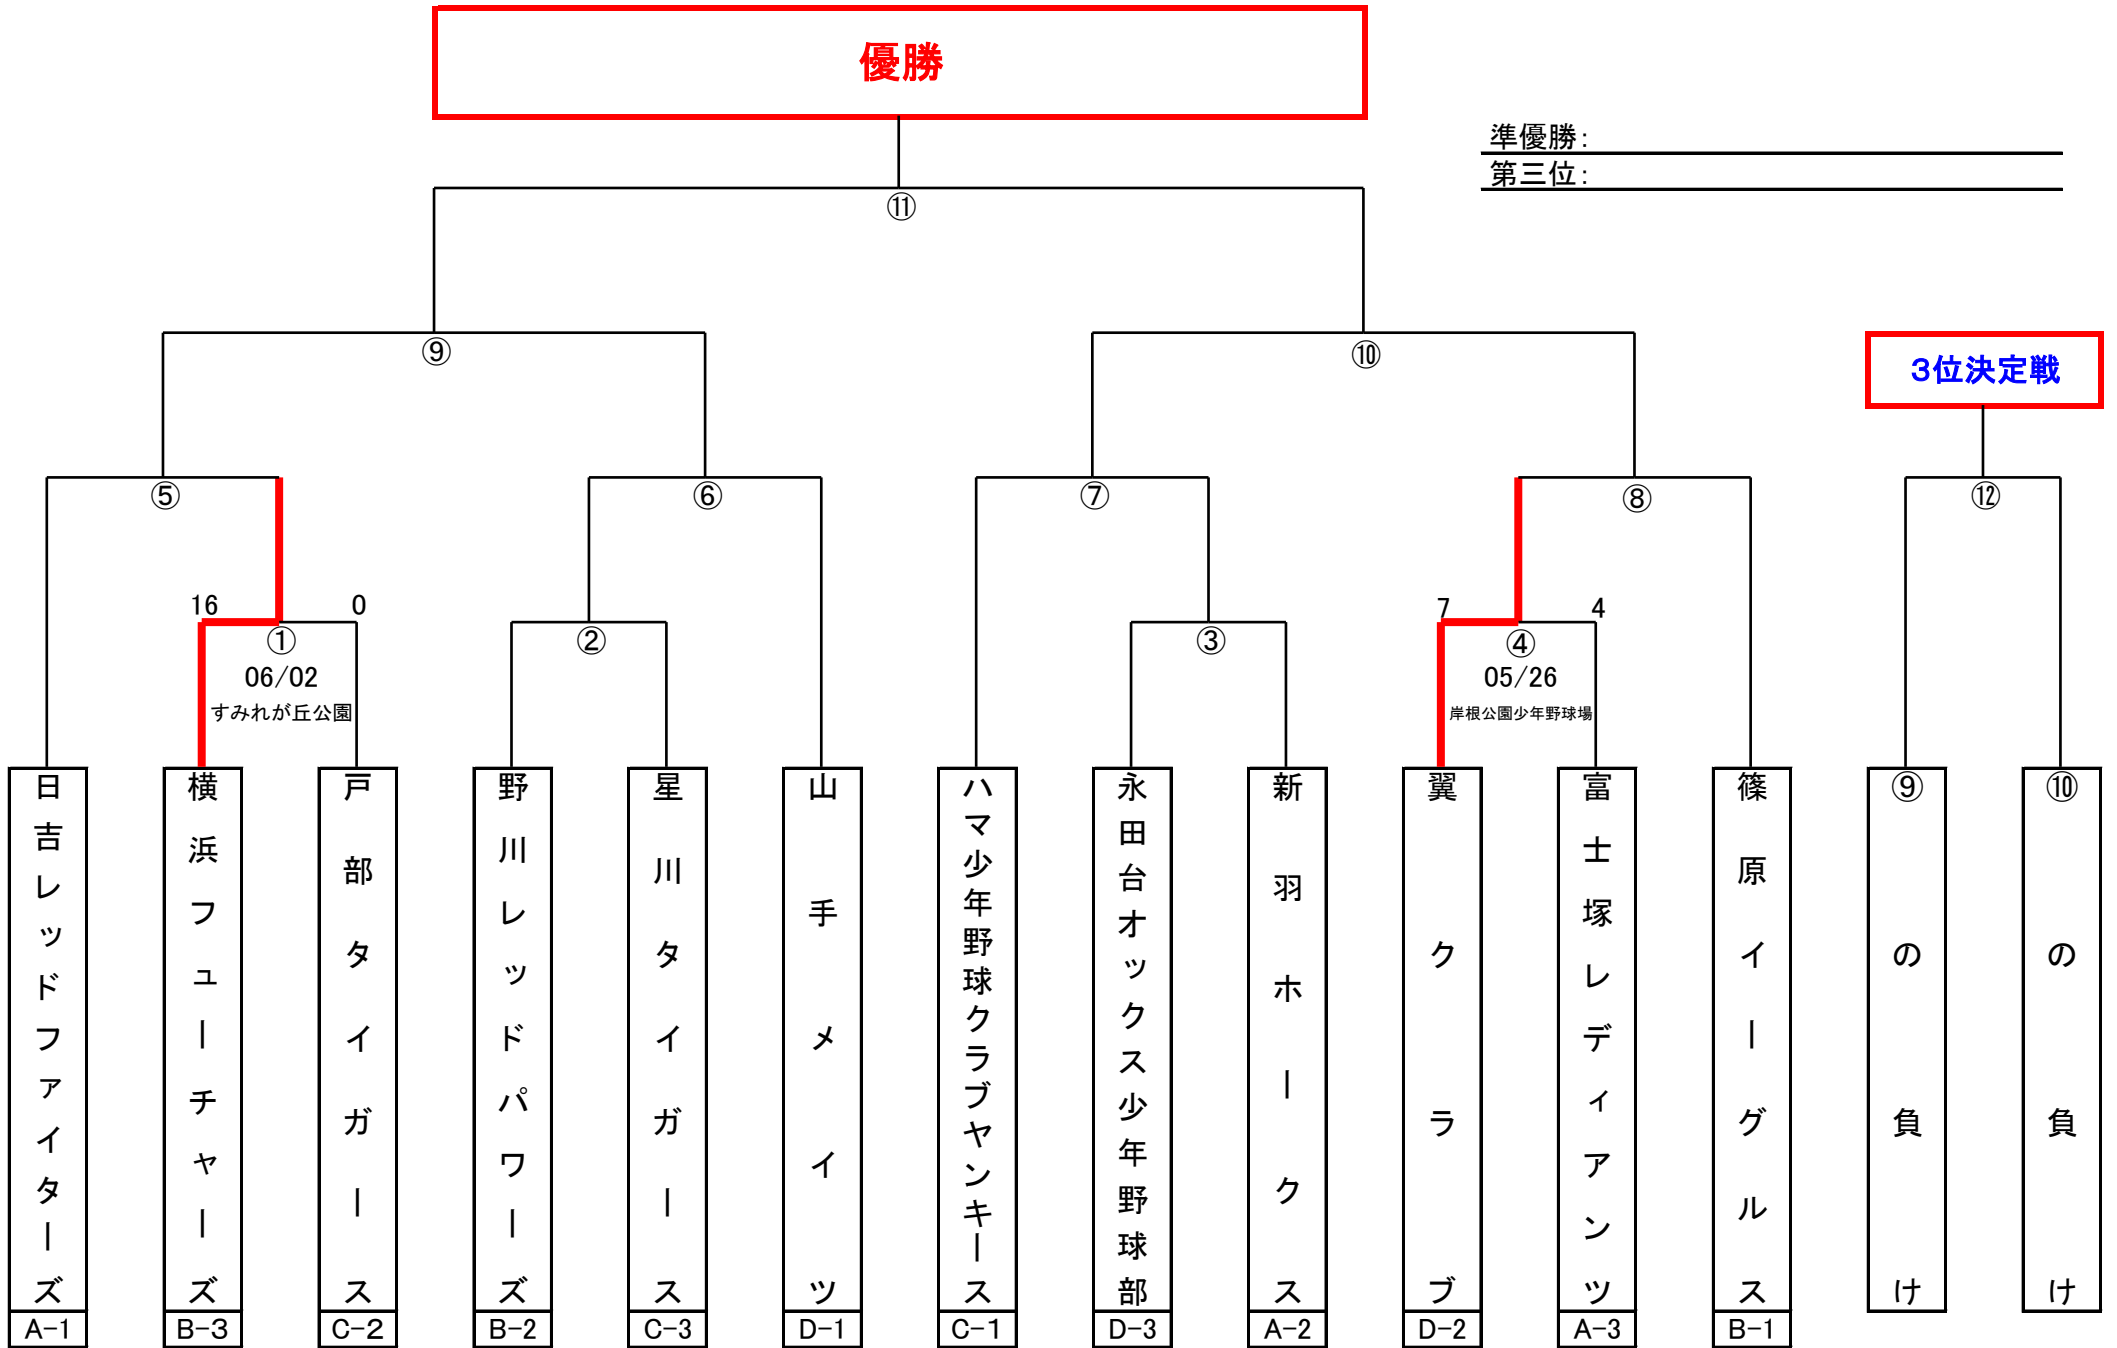 優勝
準優勝:
第三位:
⑪
⑨
⑩
3位決定戦
⑤
⑥
⑦
⑧
⑫
16
0
7
4
①
②
③
④
06/02
05/26
すみれが丘公園
岸根公園少年野球場
日吉レッドファイターズ
横浜フューチャーズ
戸部タイガース
野川レッドパワーズ
星川タイガース
山手メイツ
ハマ少年野球クラブヤンキース
永田台オックス少年野球部
新羽ホークス
翼クラブ
富士塚レディアンツ
篠原イーグルス
⑨の負け
⑩の負け
A-1
B-3
C-2
B-2
C-3
D-1
C-1
D-3
A-2
D-2
A-3
B-1